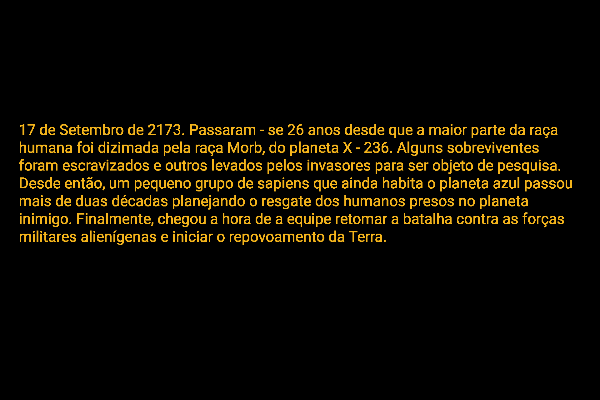 17 de Setembro de 2173. Passaram - se 26 anos desde que a maior parte da raça
humana foi dizimada pela raça Morb, do planeta X - 236. Alguns sobreviventes
foram escravizados e outros levados pelos invasores para ser objeto de pesquisa.
Desde então, um pequeno grupo de sapiens que ainda habita o planeta azul passou
mais de duas décadas planejando o resgate dos humanos presos no planeta
inimigo. Finalmente, chegou a hora de a equipe retomar a batalha contra as forças
militares alienígenas e iniciar o repovoamento da Terra.